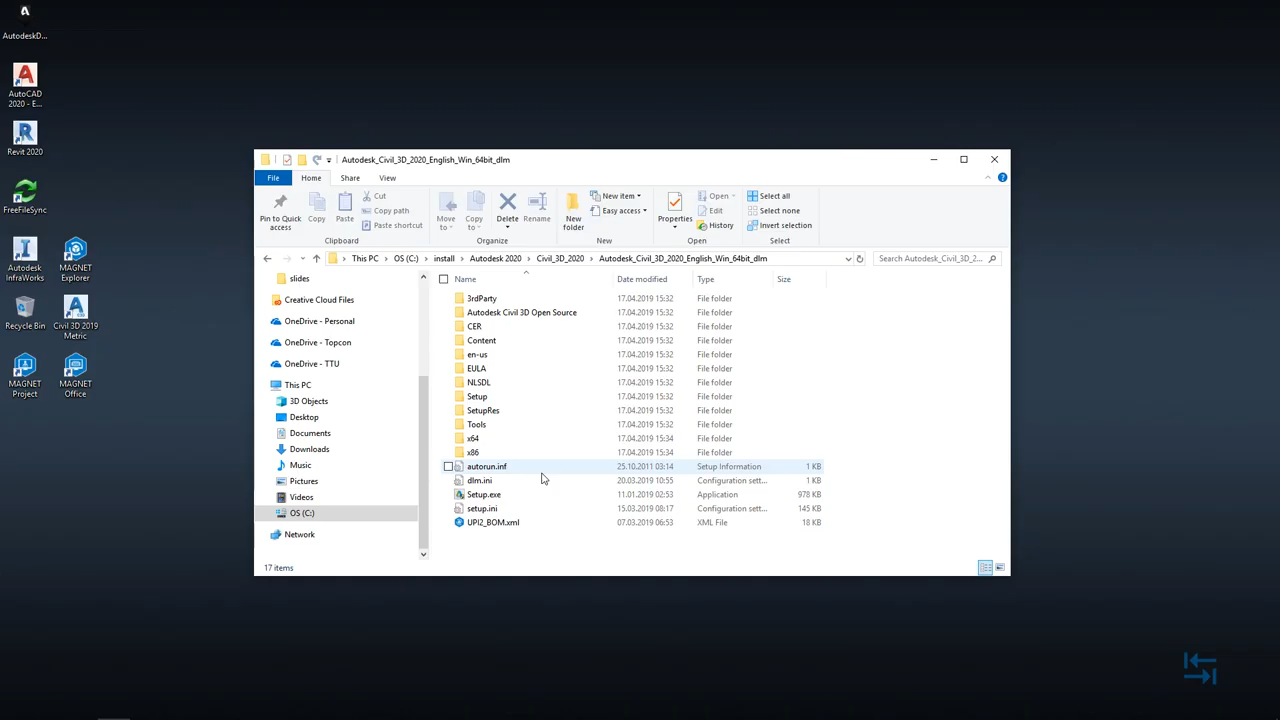 AutodeskD...
AutoCAD
2020 - E...
Revit 2020
FreeFileSync
Autodesk
InfraWorks
MAGNET
Explorer
Recycle Bin
Civil 3D 2019
Metric
MAGNET
Project
MAGNET
Office
Autodesk_Civil_3D_2020_English_Win_64bit_dlm
File Home Share View
Pin to Quick
access
Copy
Paste
Cut
Copy path
Paste shortcut
Clipboard
Move
to
Copy
to
Delete
Rename
Organize
New
folder
New item
Easy access
New
Properties
Open
Edit
History
Open
Select all
Select none
Invert selection
Select
This PC › OS (C:) › install › Autodesk 2020 › Civil_3D_2020 › Autodesk_Civil_3D_2020_English_Win_64bit_dlm
Search Autodesk_Civil_3D_2...
slides
Creative Cloud Files
OneDrive - Personal
OneDrive - Topcon
OneDrive - TTU
This PC
3D Objects
Desktop
Documents
Downloads
Music
Pictures
Videos
OS (C:)
Network
Name Date modified Type Size
3rdParty 17.04.2019 15:32 File folder
Autodesk Civil 3D Open Source 17.04.2019 15:32 File folder
CER 17.04.2019 15:32 File folder
Content 17.04.2019 15:32 File folder
en-us 17.04.2019 15:32 File folder
EULA 17.04.2019 15:32 File folder
NLSDL 17.04.2019 15:32 File folder
Setup 17.04.2019 15:32 File folder
SetupRes 17.04.2019 15:32 File folder
Tools 17.04.2019 15:32 File folder
x64 17.04.2019 15:34 File folder
x86 17.04.2019 15:34 File folder
autorun.inf 25.10.2011 03:14 Setup Information 1 KB
dlm.ini 20.03.2019 10:55 Configuration sett... 1 KB
Setup.exe 11.01.2019 02:53 Application 978 KB
setup.ini 15.03.2019 08:17 Configuration sett... 145 KB
UPI2_BOM.xml 07.03.2019 06:53 XML File 18 KB
17 items